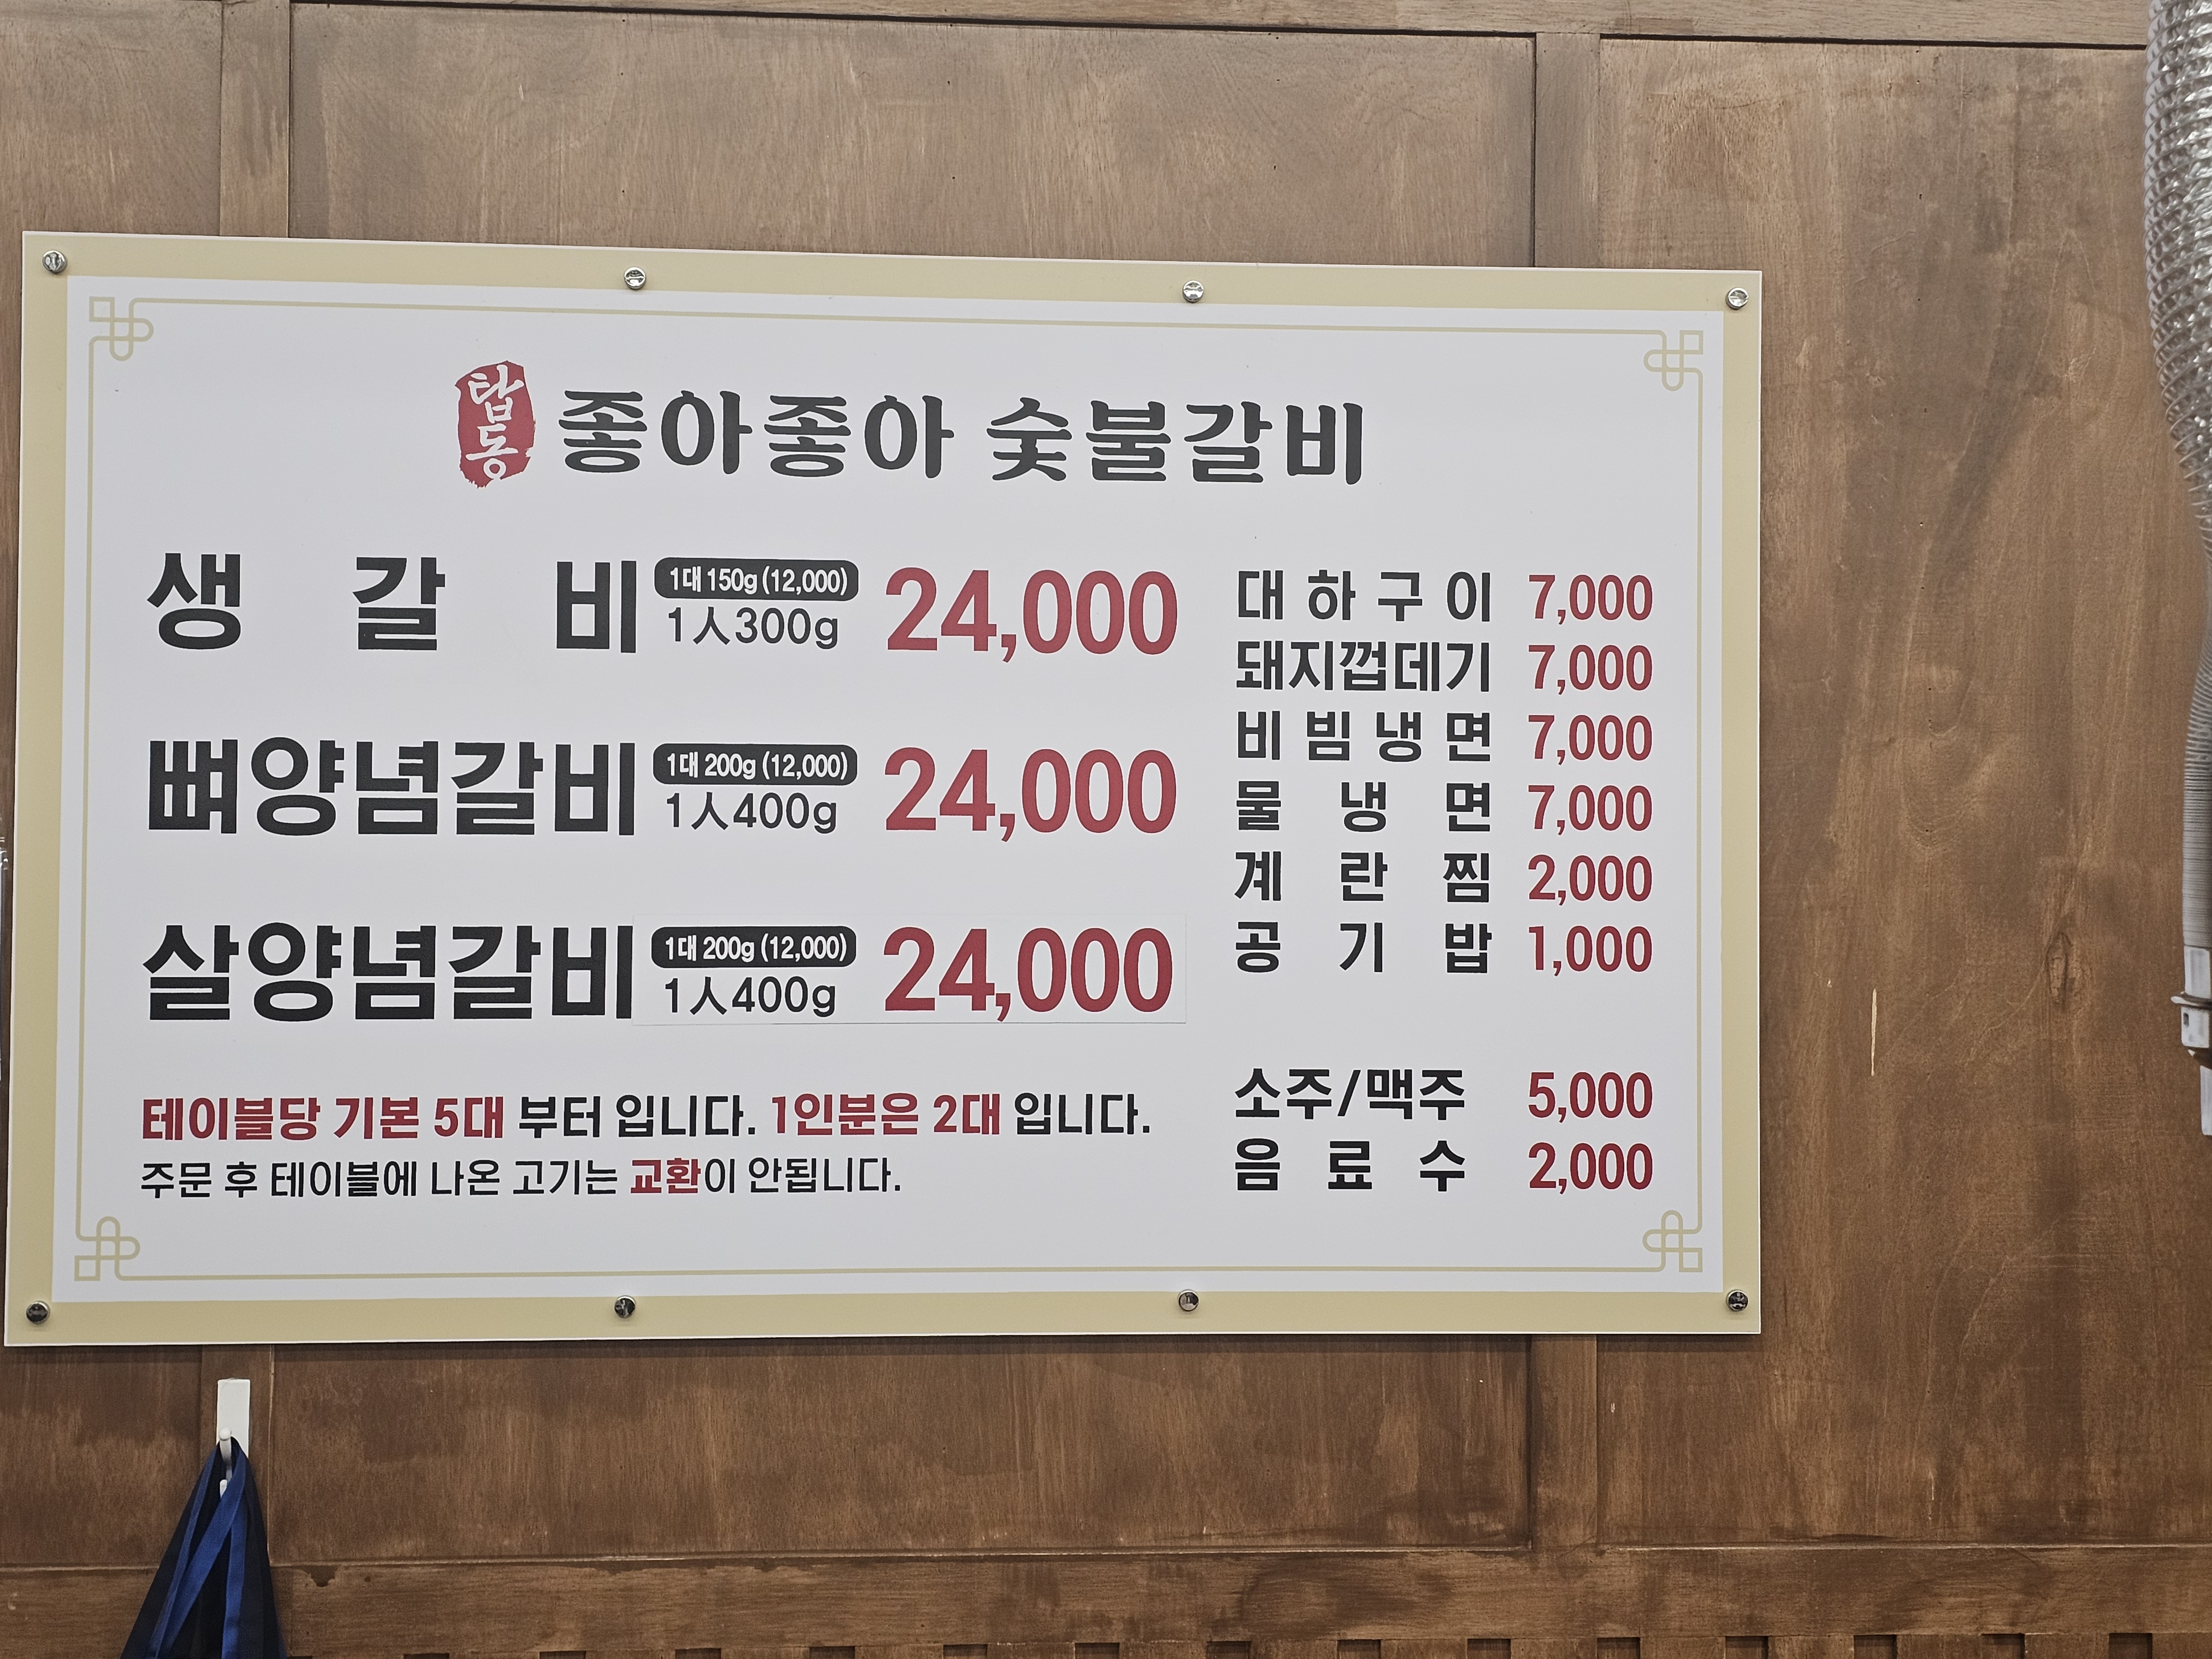 탑동 좋아좋아 숯불갈비
생갈비 1대 150g (12,000) 1人300g 24,000
뼈양념갈비 1대 200g (12,000) 1人400g 24,000
살양념갈비 1대 200g (12,000) 1人400g 24,000
테이블당 기본 5대 부터 입니다. 1인분은 2대 입니다.
주문 후 테이블에 나온 고기는 교환이 안됩니다.
대하구이 7,000
돼지껍데기 7,000
비빔냉면 7,000
물냉면 7,000
계란찜 2,000
공기밥 1,000
소주/맥주 5,000
음료수 2,000